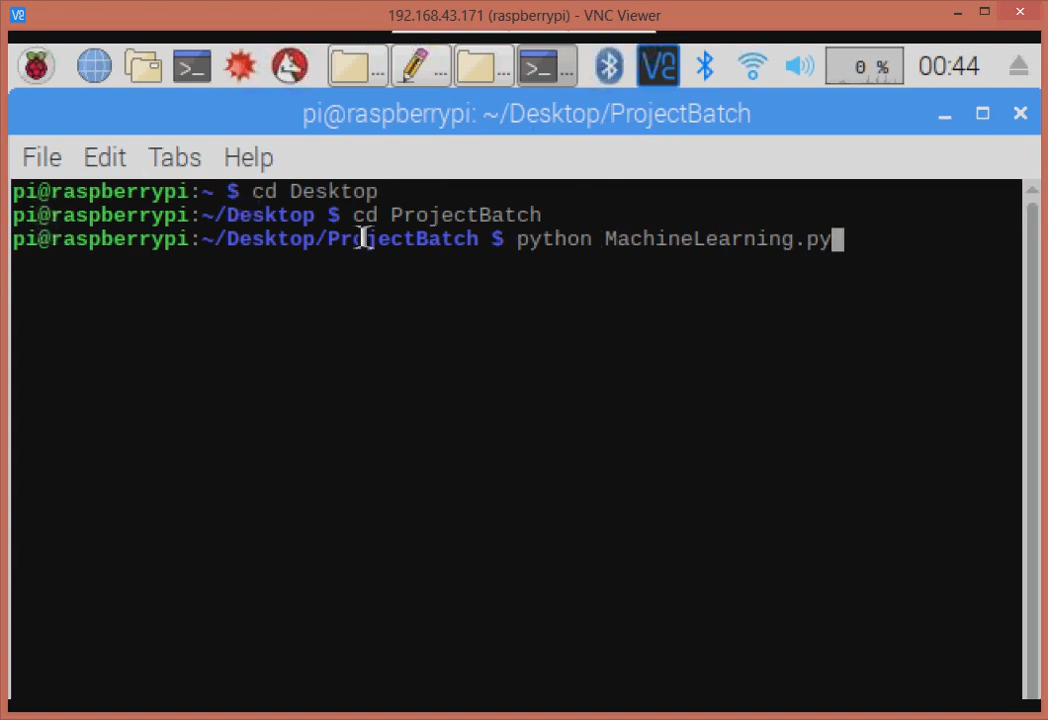 192.168.43.171 (raspberrypi) - VNC Viewer
0 % 00:44
pi@raspberrypi: ~/Desktop/ProjectBatch
File Edit Tabs Help
pi@raspberrypi:~ $ cd Desktop
pi@raspberrypi:~/Desktop $ cd ProjectBatch
pi@raspberrypi:~/Desktop/ProjectBatch $ python MachineLearning.py